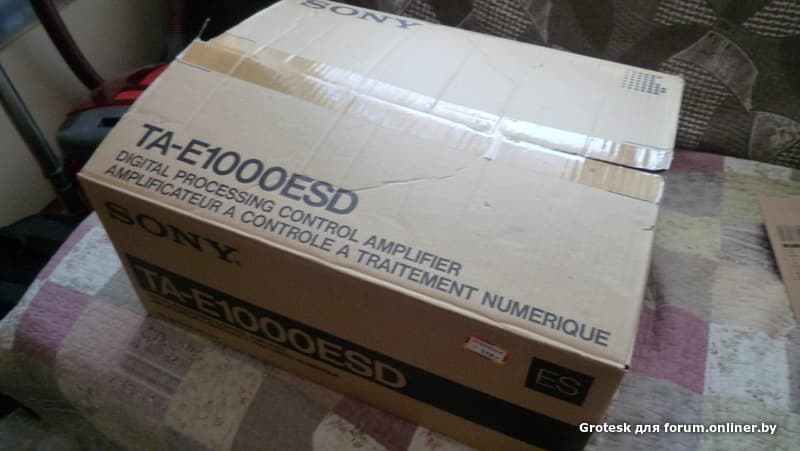 SONY
TA-E1000ESD
DIGITAL PROCESSING CONTROL AMPLIFIER
AMPLIFICATEUR A CONTROLE A TRAITEMENT NUMERIQUE
SONY
TA-E1000ESD
ES
Grotesk для forum.onliner.by